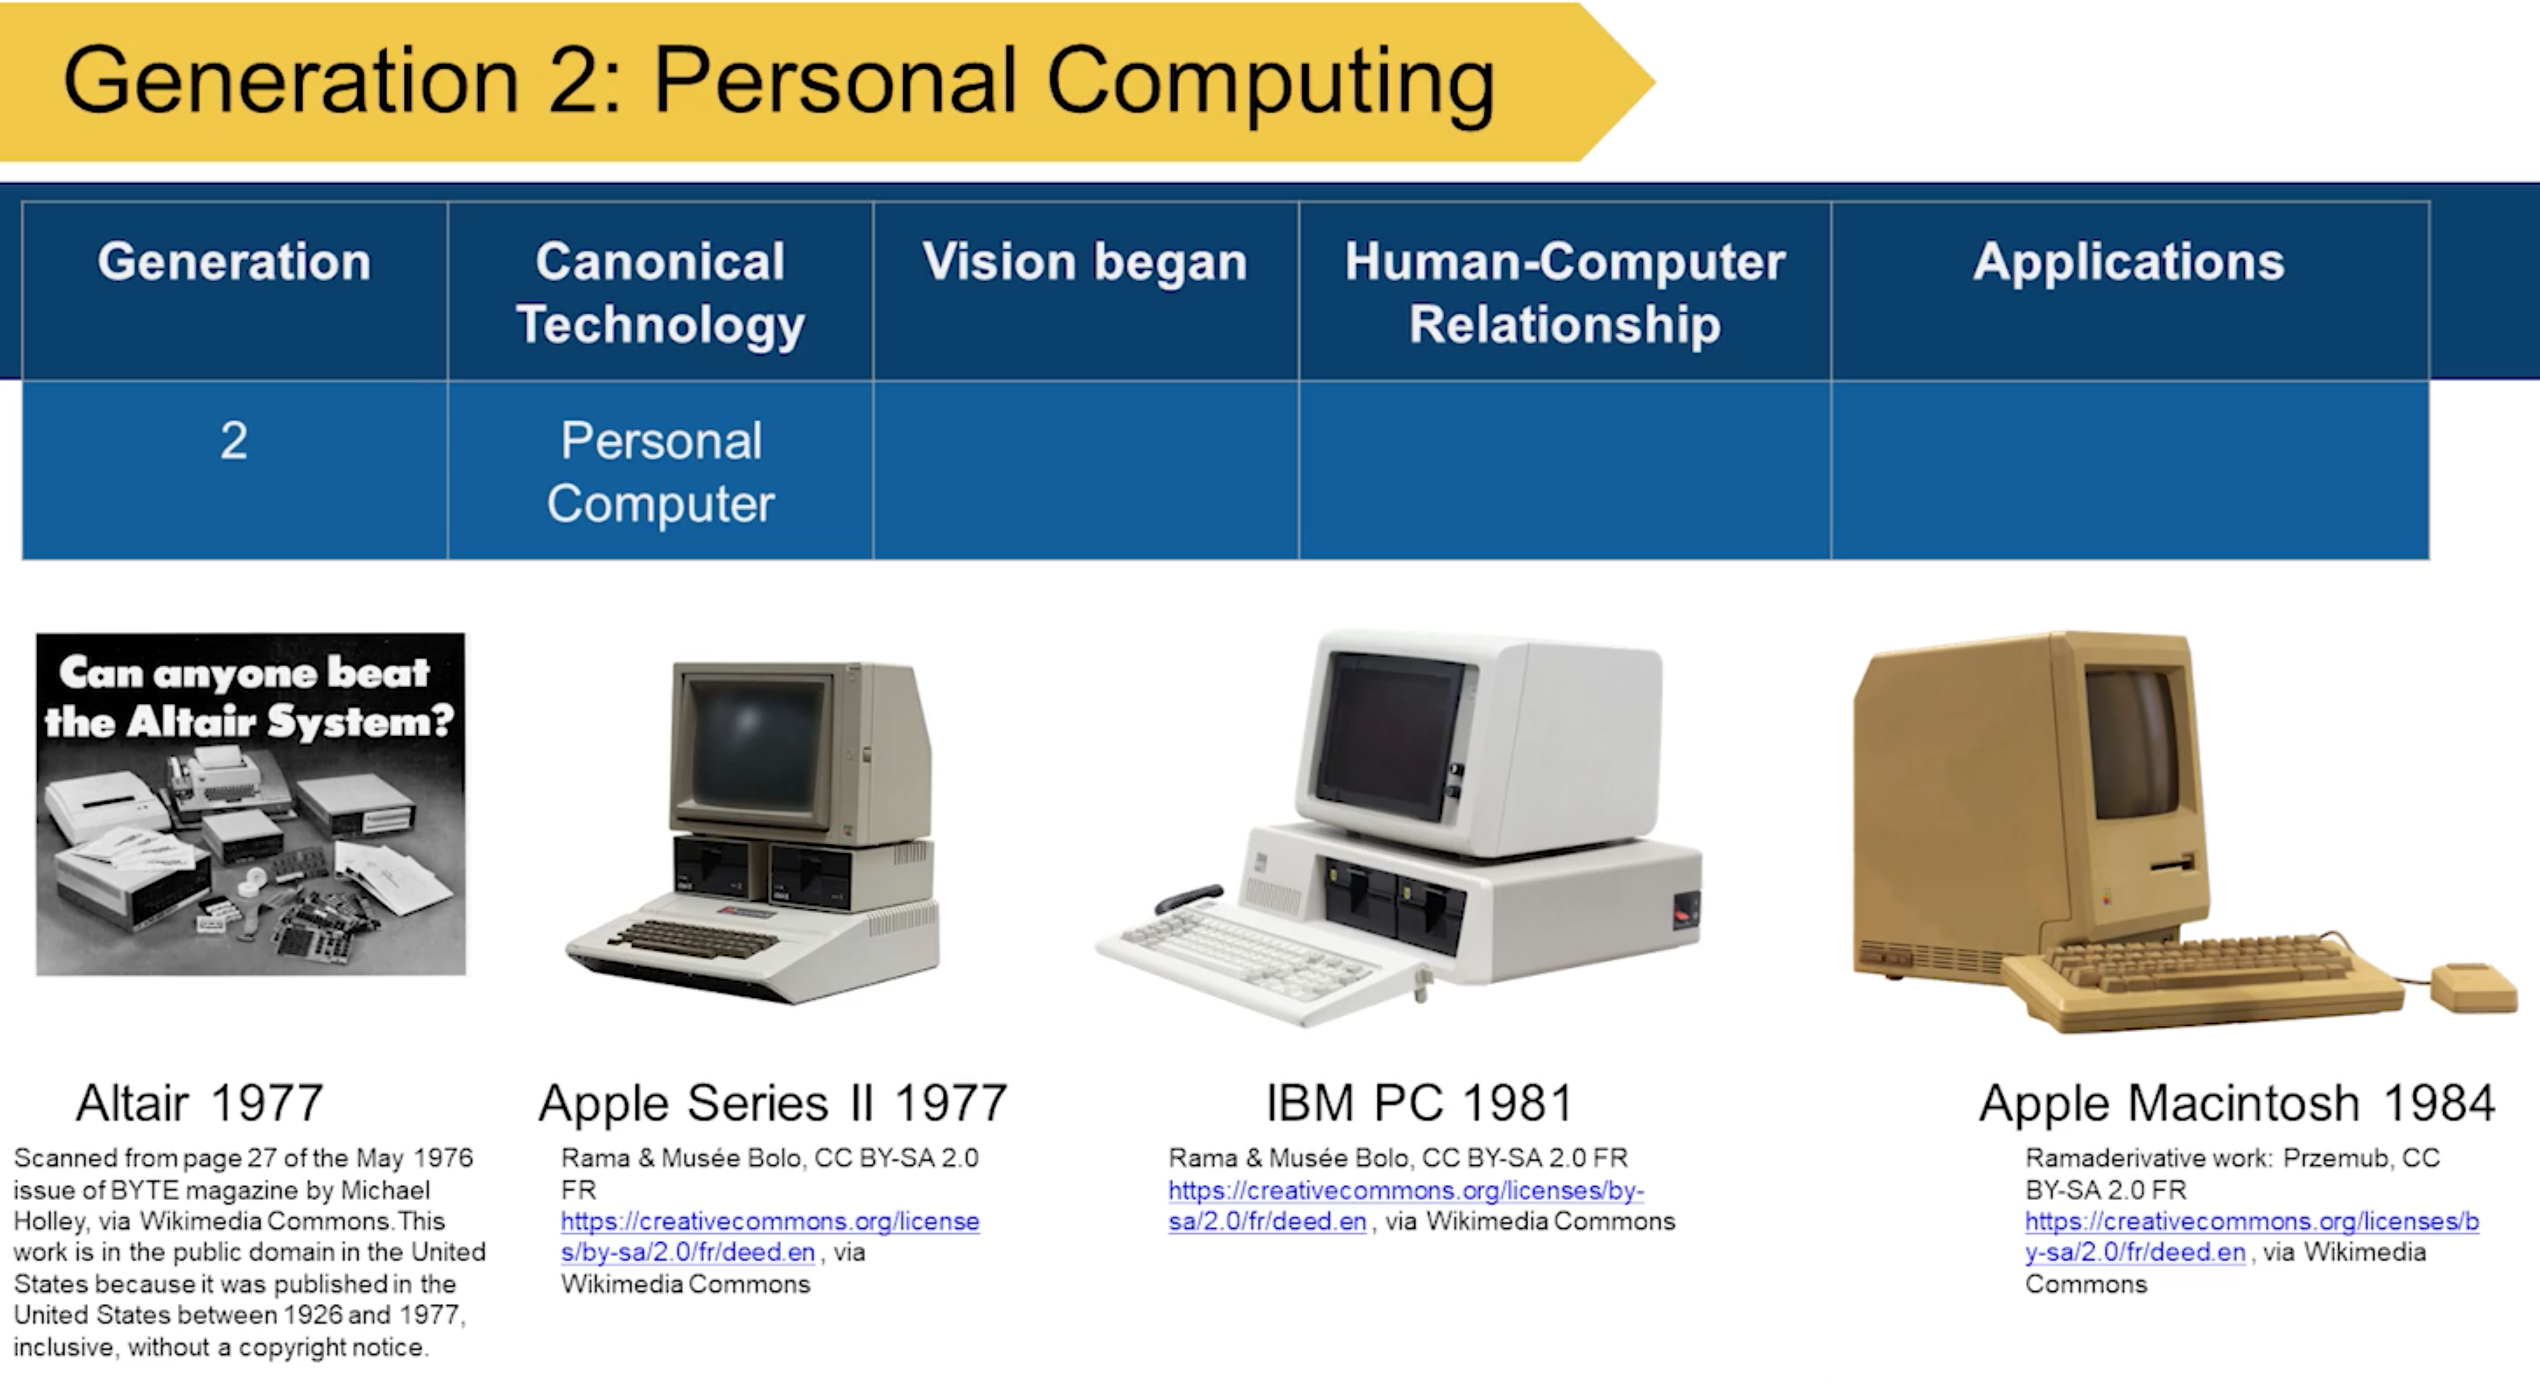 Generation 2: Personal Computing
Generation
Canonical
Technology
Vision began
Human-Computer
Relationship
Applications
2
Personal
Computer
Can anyone beat
the Altair System?
Altair 1977
Scanned from page 27 of the May 1976
issue of BYTE magazine by Michael
Holley, via Wikimedia Commons.This
work is in the public domain in the United
States because it was published in the
United States between 1926 and 1977,
inclusive, without a copyright notice.
Apple Series II 1977
Rama & Musée Bolo, CC BY-SA 2.0
FR
https://creativecommons.org/license
s/by-sa/2.0/fr/deed.en , via
Wikimedia Commons
IBM PC 1981
Rama & Musée Bolo, CC BY-SA 2.0 FR
https://creativecommons.org/licenses/by-
sa/2.0/fr/deed.en , via Wikimedia Commons
Apple Macintosh 1984
Ramaderivative work: Przemub, CC
BY-SA 2.0 FR
https://creativecommons.org/licenses/b
y-sa/2.0/fr/deed.en , via Wikimedia
Commons